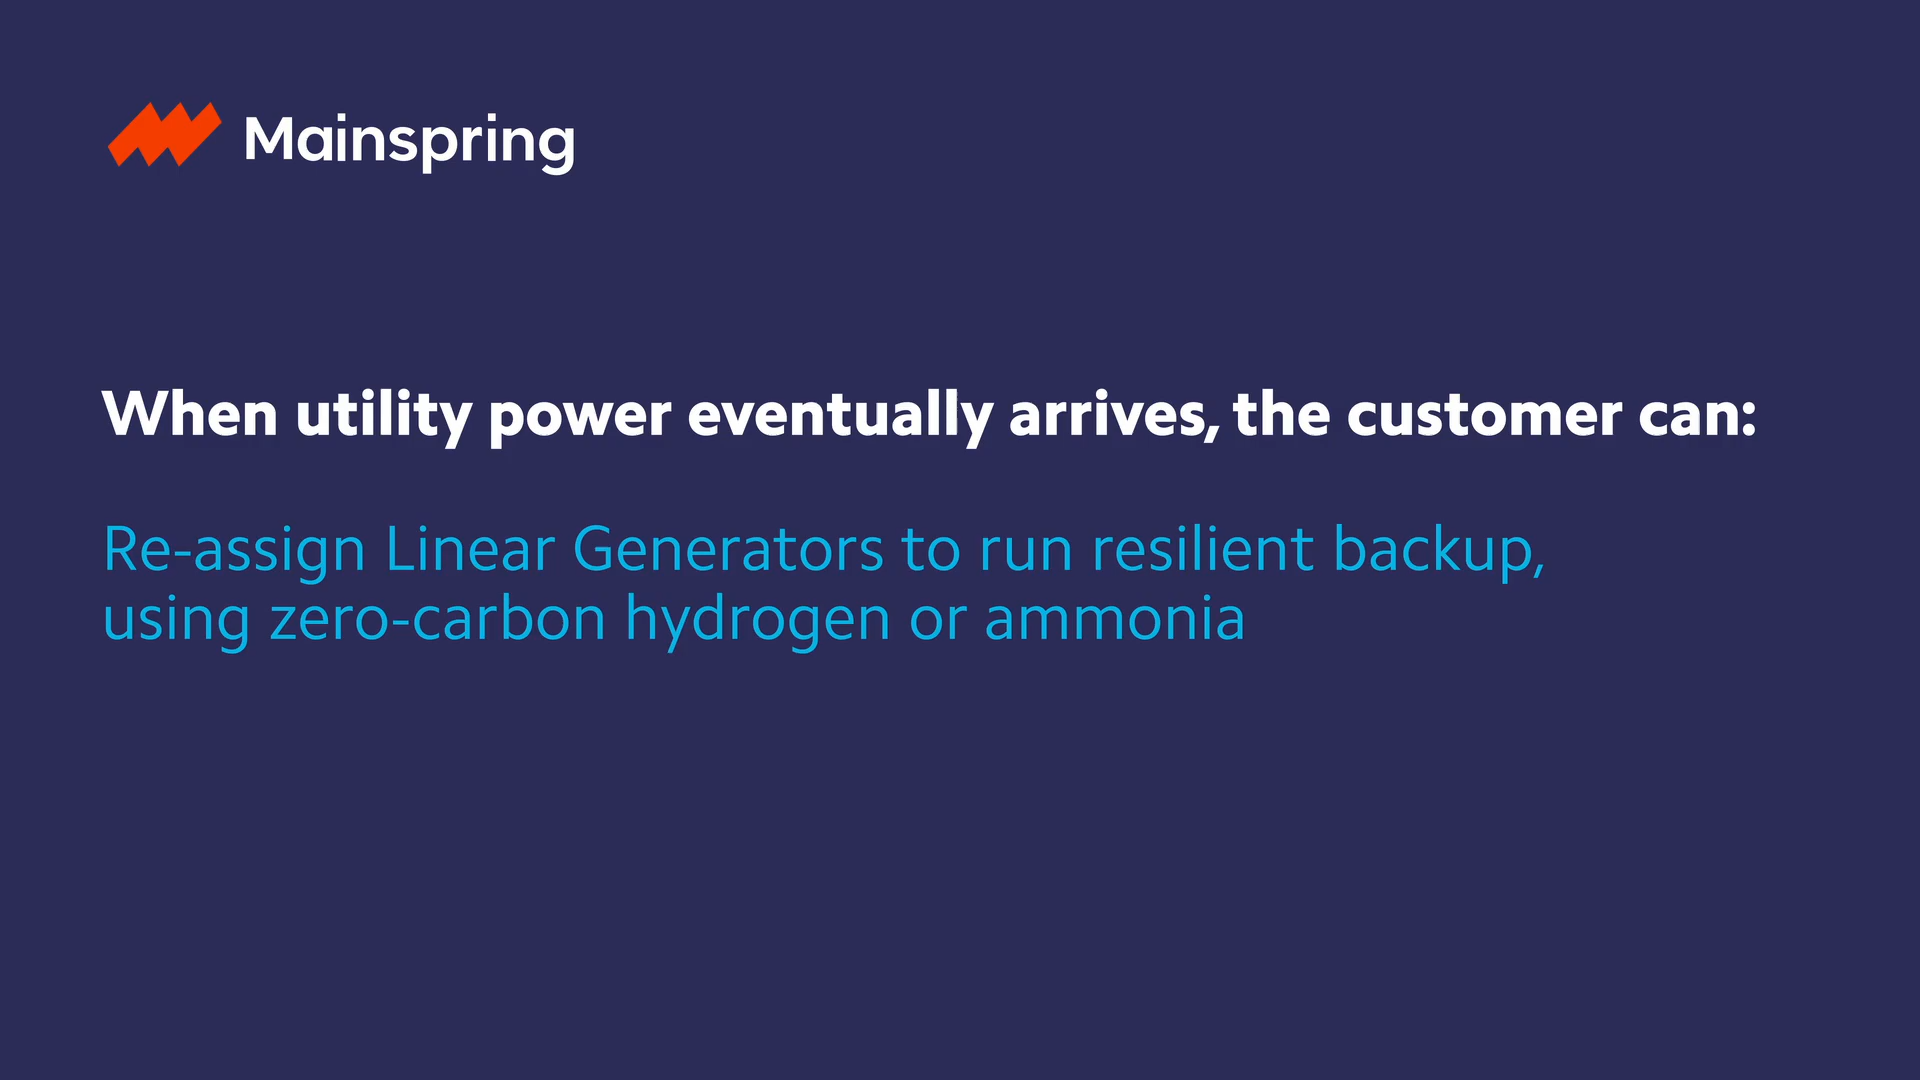 Mainspring
When utility power eventually arrives, the customer can:
Re-assign Linear Generators to run resilient backup,
using zero-carbon hydrogen or ammonia